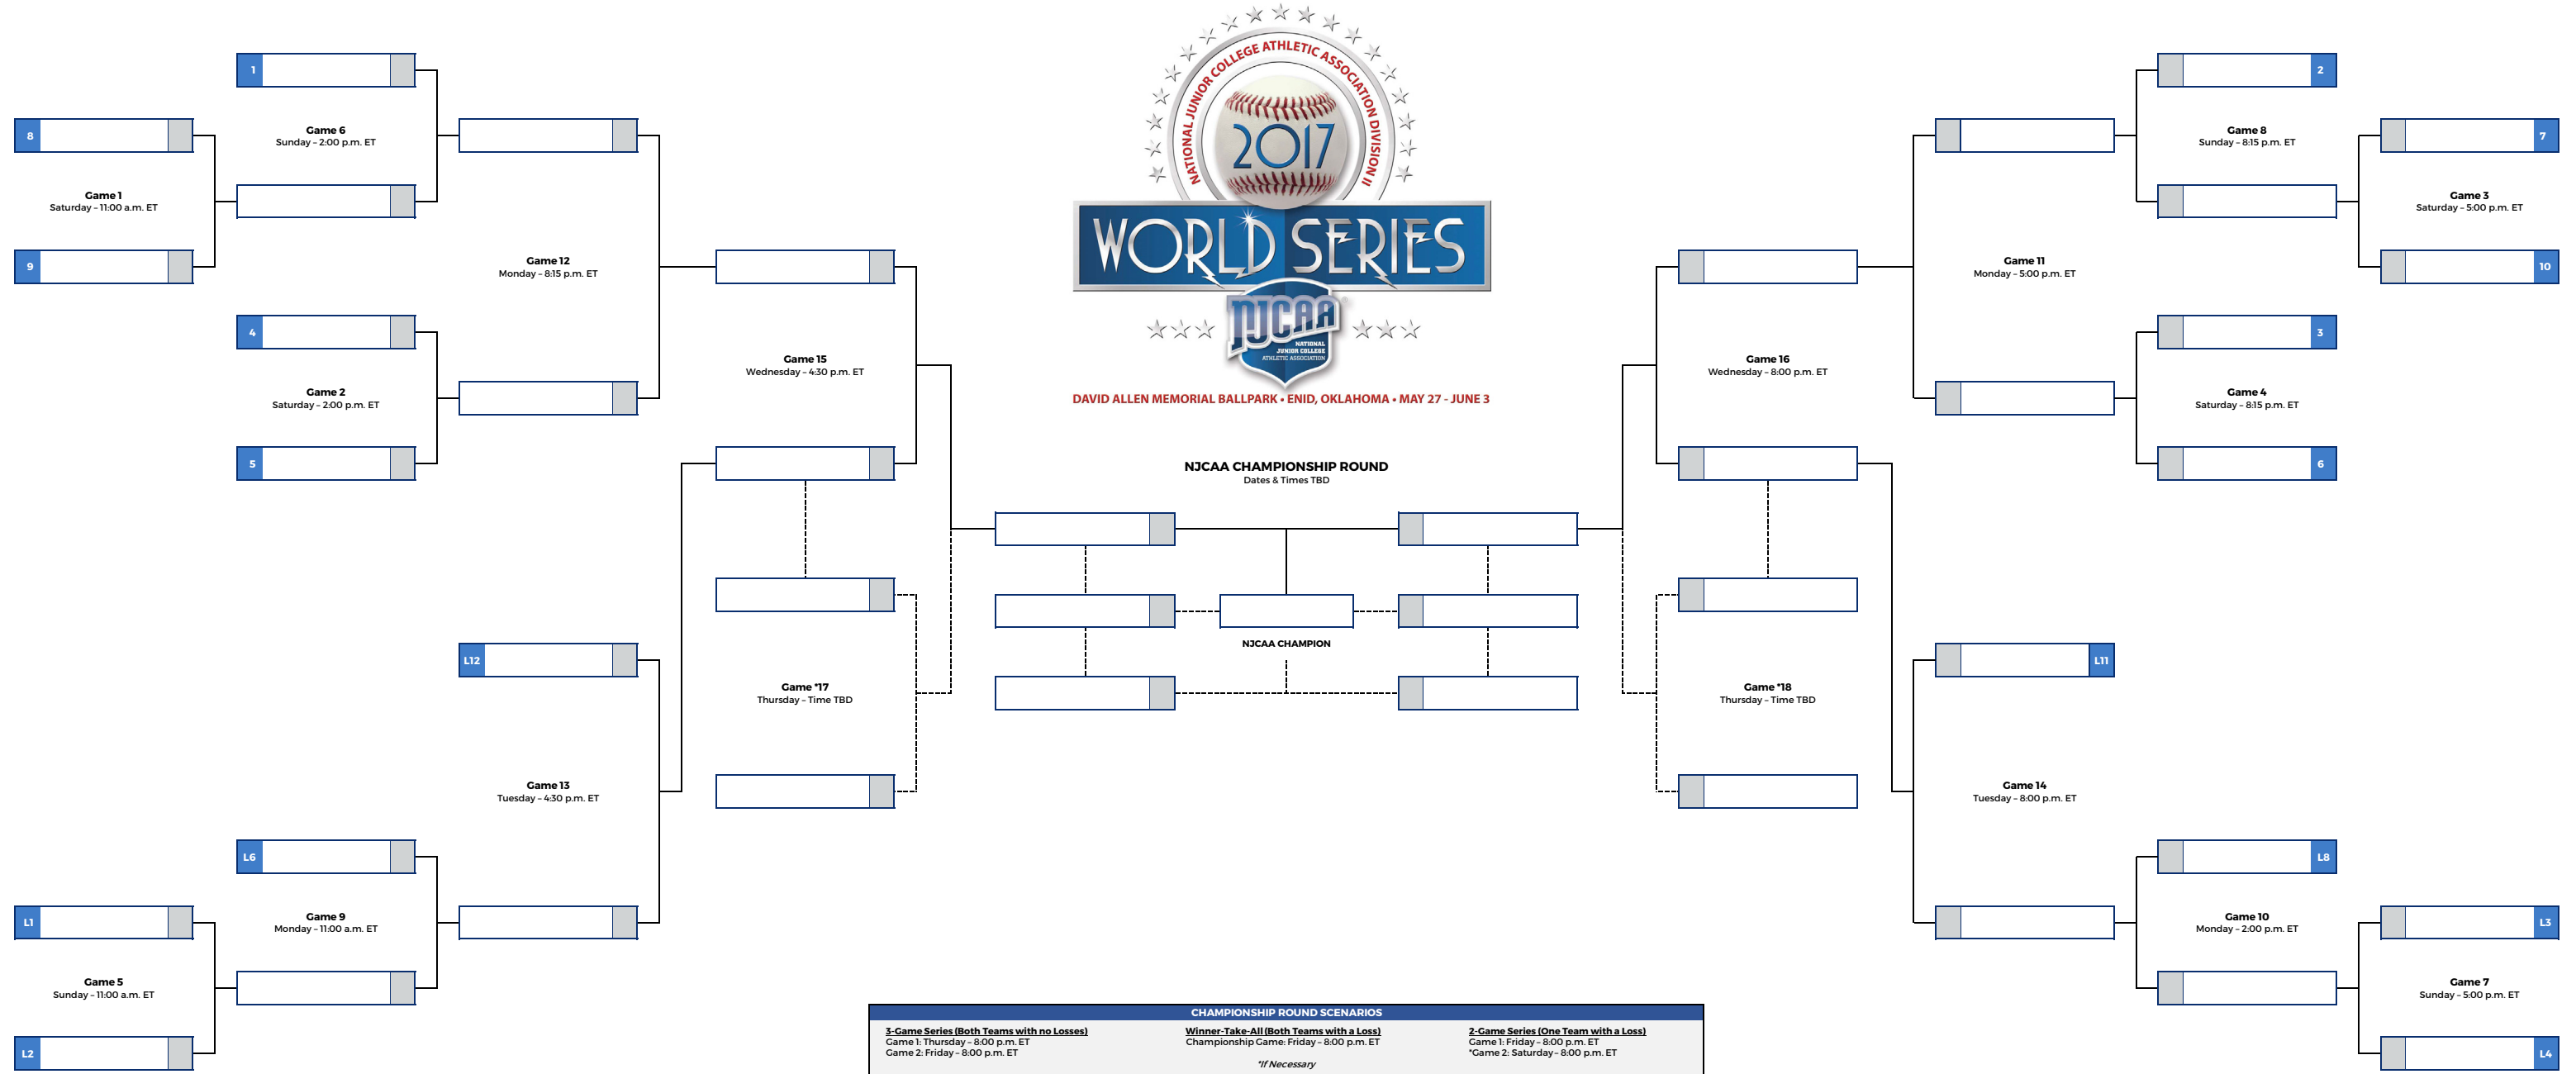 NATIONAL JUNIOR COLLEGE ATHLETIC ASSOCIATION DIVISION II
2017
WORLD SERIES
NJCAA
NATIONAL
JUNIOR COLLEGE
ATHLETIC ASSOCIATION
DAVID ALLEN MEMORIAL BALLPARK • ENID, OKLAHOMA • MAY 27 - JUNE 3
1
8
Game 6
Sunday – 2:00 p.m. ET
Game 1
Saturday – 11:00 a.m. ET
9
Game 12
Monday – 8:15 p.m. ET
4
Game 2
Saturday – 2:00 p.m. ET
5
Game 15
Wednesday – 4:30 p.m. ET
L12
Game *17
Thursday – Time TBD
Game 13
Tuesday – 4:30 p.m. ET
L6
L1
Game 9
Monday – 11:00 a.m. ET
Game 5
Sunday – 11:00 a.m. ET
L2
NJCAA CHAMPIONSHIP ROUND
Dates & Times TBD
NJCAA CHAMPION
2
Game 8
Sunday – 8:15 p.m. ET
7
Game 3
Saturday – 5:00 p.m. ET
10
Game 11
Monday – 5:00 p.m. ET
3
Game 4
Saturday – 8:15 p.m. ET
6
Game 16
Wednesday – 8:00 p.m. ET
L11
Game *18
Thursday – Time TBD
Game 14
Tuesday – 8:00 p.m. ET
L8
Game 10
Monday – 2:00 p.m. ET
L3
Game 7
Sunday – 5:00 p.m. ET
L4
CHAMPIONSHIP ROUND SCENARIOS
3-Game Series (Both Teams with no Losses)
Game 1: Thursday – 8:00 p.m. ET
Game 2: Friday – 8:00 p.m. ET
Winner-Take-All (Both Teams with a Loss)
Championship Game: Friday – 8:00 p.m. ET
2-Game Series (One Team with a Loss)
Game 1: Friday – 8:00 p.m. ET
*Game 2: Saturday – 8:00 p.m. ET
*If Necessary